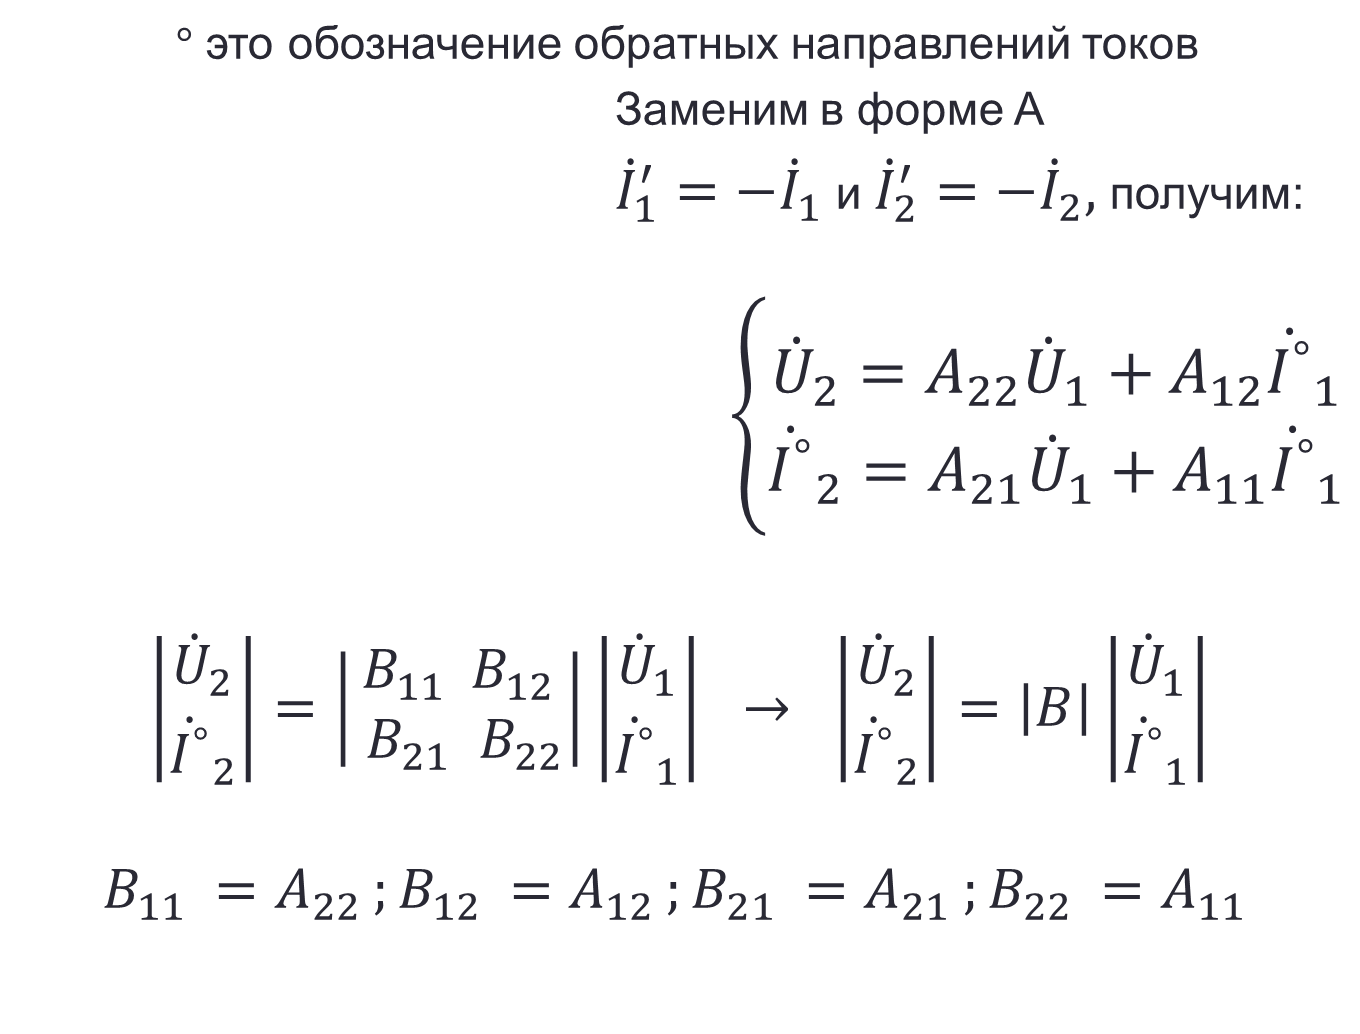 ° это обозначение обратных направлений токов
Заменим в форме А
İ′₁ = −İ₁ и İ′₂ = −İ₂, получим:
U̇₂ = A₂₂U̇₁ + A₁₂İ°₁
İ°₂ = A₂₁U̇₁ + A₁₁İ°₁
|U̇₂ İ°₂| = |B₁₁ B₁₂ B₂₁ B₂₂| |U̇₁ İ°₁| → |U̇₂ İ°₂| = |B| |U̇₁ İ°₁|
B₁₁ = A₂₂ ; B₁₂ = A₁₂ ; B₂₁ = A₂₁ ; B₂₂ = A₁₁